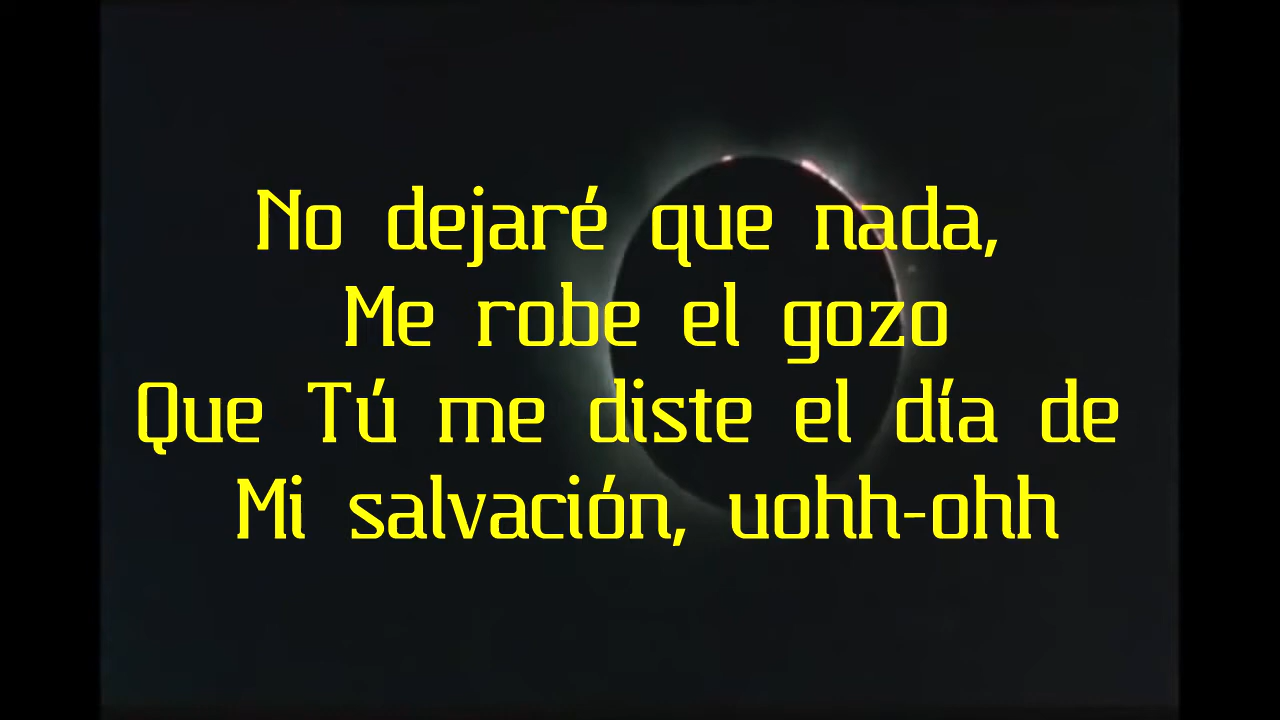 No dejaré que nada,
Me robe el gozo
Que Tú me diste el día de
Mi salvación, uohh-ohh